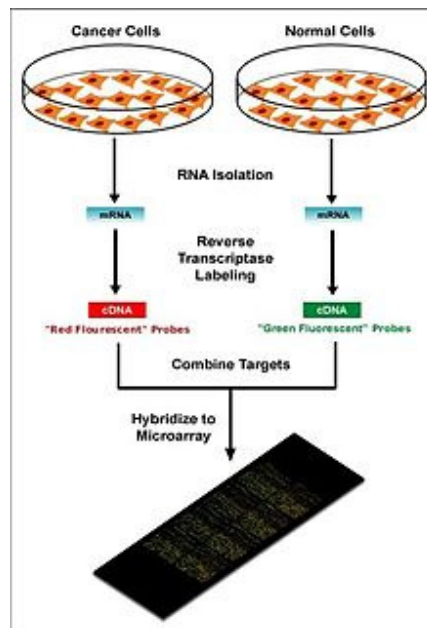 Cancer Cells
Normal Cells
RNA Isolation
mRNA
mRNA
Reverse
Transcriptase
Labeling
cDNA
cDNA
"Red Flourescent" Probes
"Green Fluorescent" Probes
Combine Targets
Hybridize to
Microarray